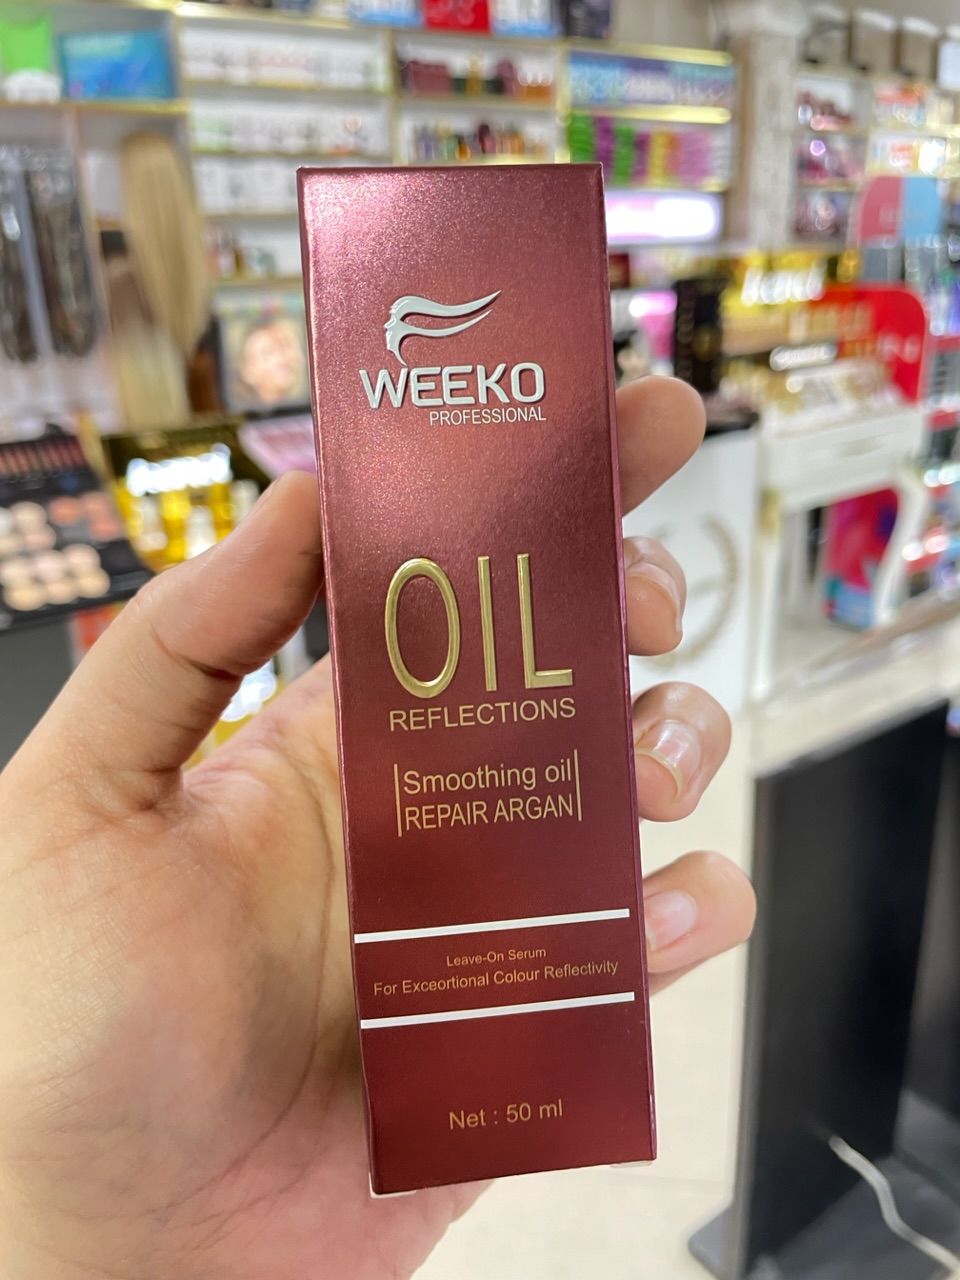 WEEKO
PROFESSIONAL
OIL
REFLECTIONS
Smoothing oil
REPAIR ARGAN
Leave-On Serum
For Exceortional Colour Reflectivity
Net : 50 ml